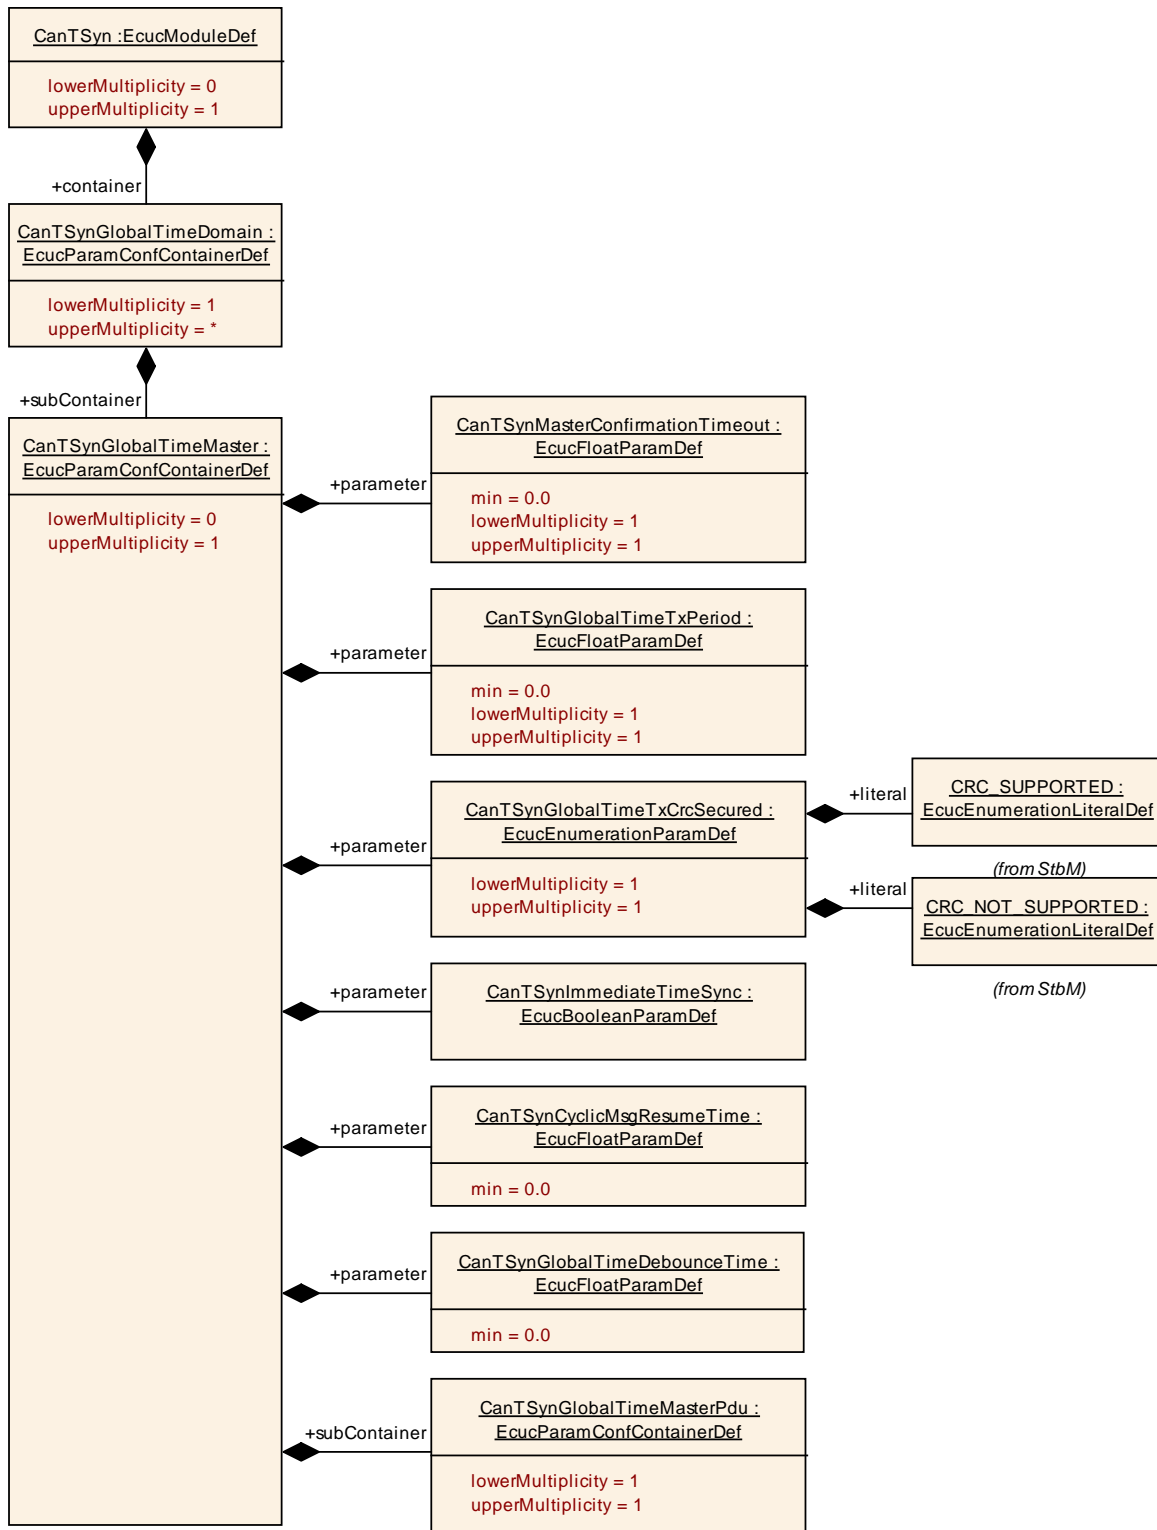 CanTSyn :EcucModuleDef
lowerMultiplicity = 0
upperMultiplicity = 1
+container
CanTSynGlobalTimeDomain :
EcucParamConfContainerDef
lowerMultiplicity = 1
upperMultiplicity = *
+subContainer
CanTSynGlobalTimeMaster :
EcucParamConfContainerDef
lowerMultiplicity = 0
upperMultiplicity = 1
+parameter
CanTSynMasterConfirmationTimeout :
EcucFloatParamDef
min = 0.0
lowerMultiplicity = 1
upperMultiplicity = 1
+parameter
CanTSynGlobalTimeTxPeriod :
EcucFloatParamDef
min = 0.0
lowerMultiplicity = 1
upperMultiplicity = 1
+parameter
CanTSynGlobalTimeTxCrcSecured :
EcucEnumerationParamDef
lowerMultiplicity = 1
upperMultiplicity = 1
+literal
CRC_SUPPORTED :
EcucEnumerationLiteralDef
(from StbM)
+literal
CRC_NOT_SUPPORTED :
EcucEnumerationLiteralDef
(from StbM)
+parameter
CanTSynImmediateTimeSync :
EcucBooleanParamDef
+parameter
CanTSynCyclicMsgResumeTime :
EcucFloatParamDef
min = 0.0
+parameter
CanTSynGlobalTimeDebounceTime :
EcucFloatParamDef
min = 0.0
+subContainer
CanTSynGlobalTimeMasterPdu :
EcucParamConfContainerDef
lowerMultiplicity = 1
upperMultiplicity = 1